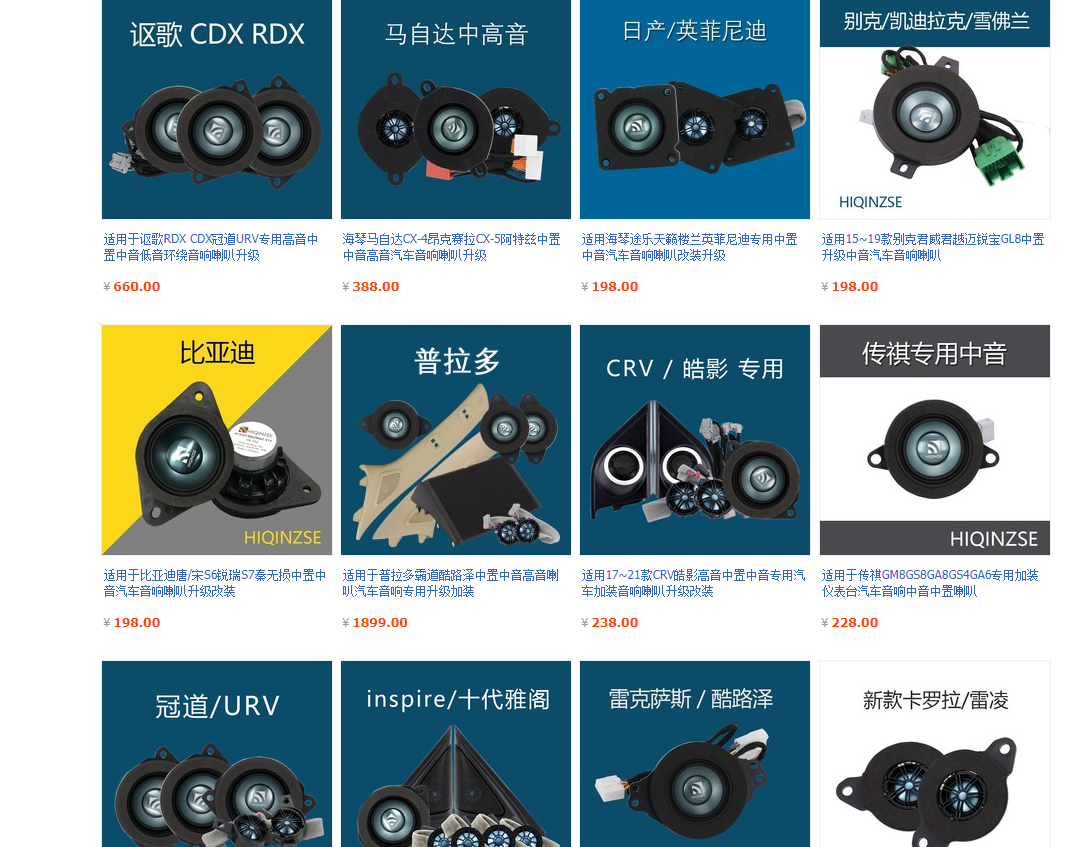 讴歌 CDX RDX
马自达中高音
日产/英菲尼迪
别克/凯迪拉克/雪佛兰
HIQINZSE
适用于讴歌RDX CDX冠道URV专用高音中
置中音低音环绕音响喇叭升级
¥ 660.00
海琴马自达CX-4昂克赛拉CX-5阿特兹中置
中音高音汽车音响喇叭升级
¥ 388.00
适用海琴途乐天籁楼兰英菲尼迪专用中置
中音汽车音响喇叭改装升级
¥ 198.00
适用15~19款别克君威君越迈锐宝GL8中置
升级中音汽车音响喇叭
¥ 198.00
比亚迪
HIQINZSE
HIQINZSE
普拉多
CRV / 皓影 专用
传祺专用中音
HIQINZSE
适用于比亚迪唐/宋S6锐瑞S7秦无损中置中
音汽车音响喇叭升级改装
¥ 198.00
适用于普拉多霸道酷路泽中置中音高音喇
叭汽车音响专用升级加装
¥ 1899.00
适用17~21款CRV皓影高音中置中音专用汽
车加装音响喇叭升级改装
¥ 238.00
适用于传祺GM8GS8GA8GS4GA6专用加装
仪表台汽车音响中音中置喇叭
¥ 228.00
冠道/URV
inspire/十代雅阁
雷克萨斯 / 酷路泽
新款卡罗拉/雷凌